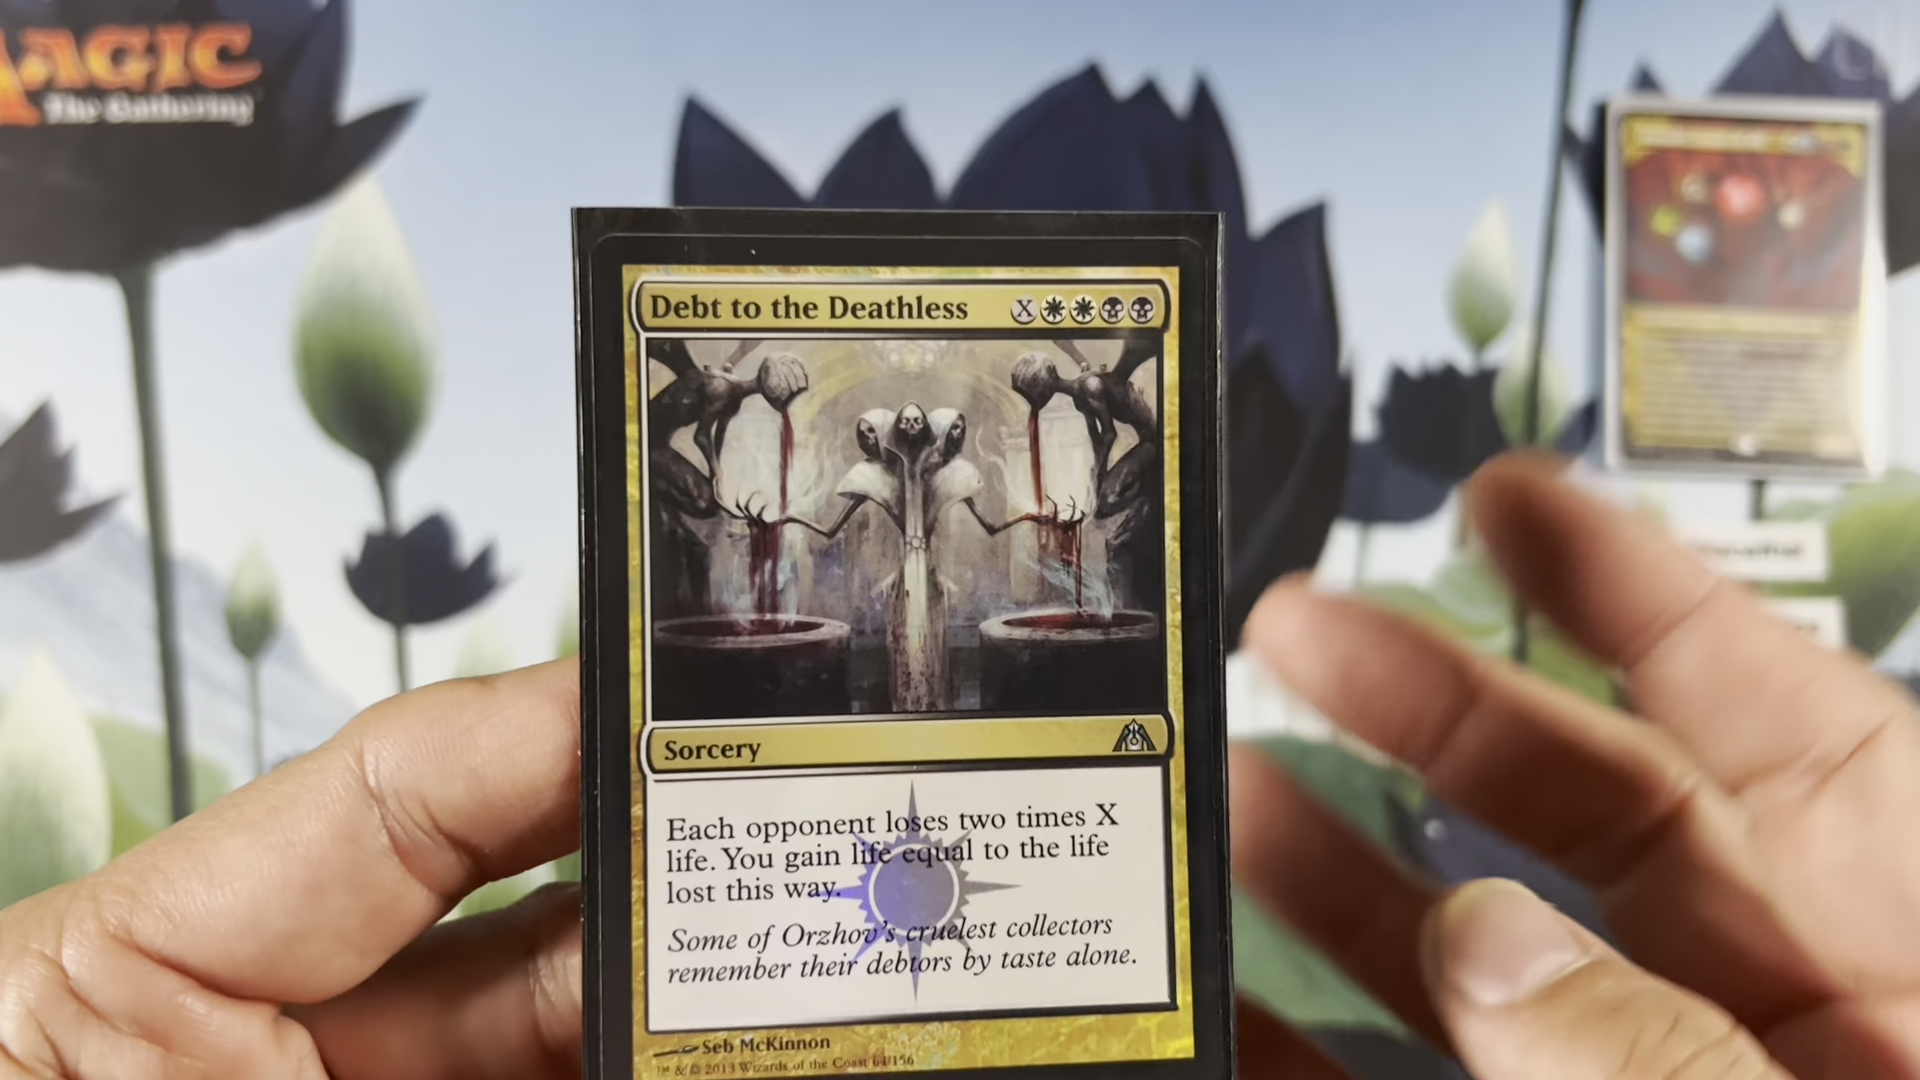 MAGIC
The Gathering
Debt to the Deathless X
Sorcery
Each opponent loses two times X
life. You gain life equal to the life
lost this way.
Some of Orzhov's cruelest collectors
remember their debtors by taste alone.
Seb McKinnon
™ & © 2013 Wizards of the Coast 64/156